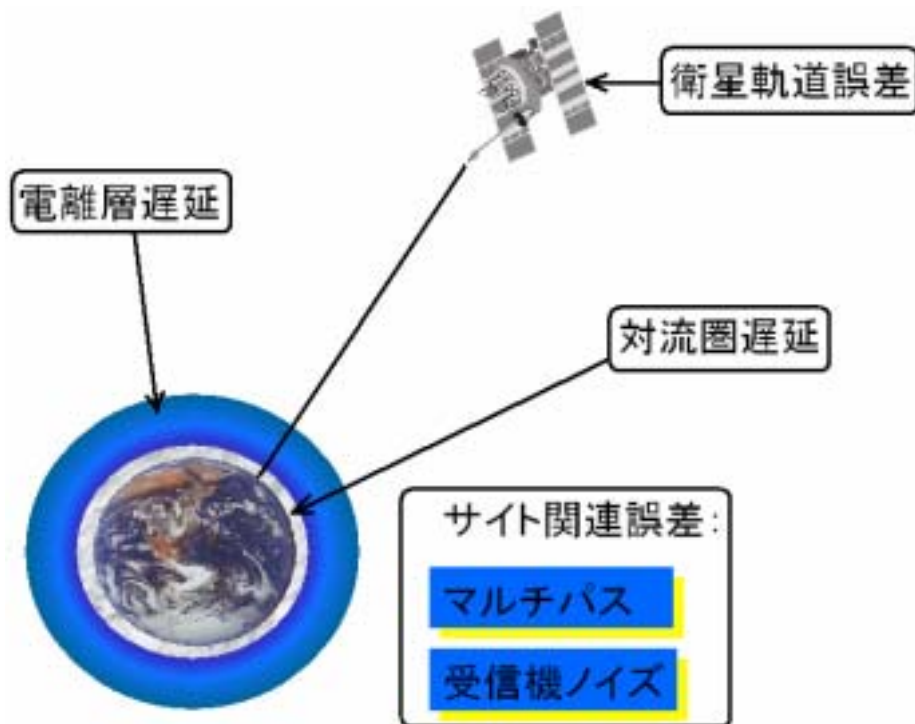 衛星軌道誤差
電離層遅延
対流圏遅延
サイト関連誤差:
マルチパス
受信機ノイズ